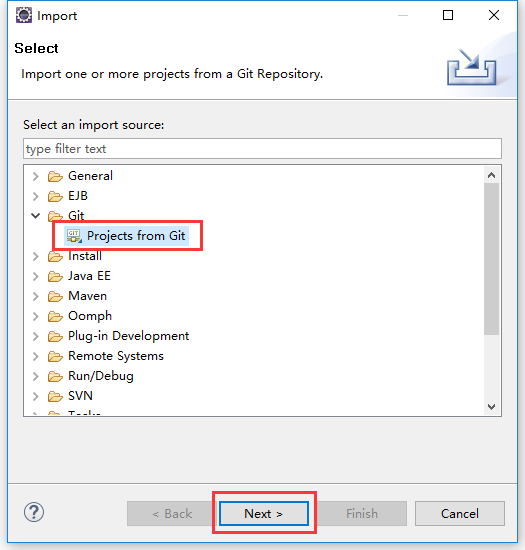 Import
Select
Import one or more projects from a Git Repository.
Select an import source:
type filter text
General
EJB
Git
GIT
Projects from Git
Install
Java EE
Maven
Oomph
Plug-in Development
Remote Systems
Run/Debug
SVN
Tasks
?
< Back
Next >
Finish
Cancel